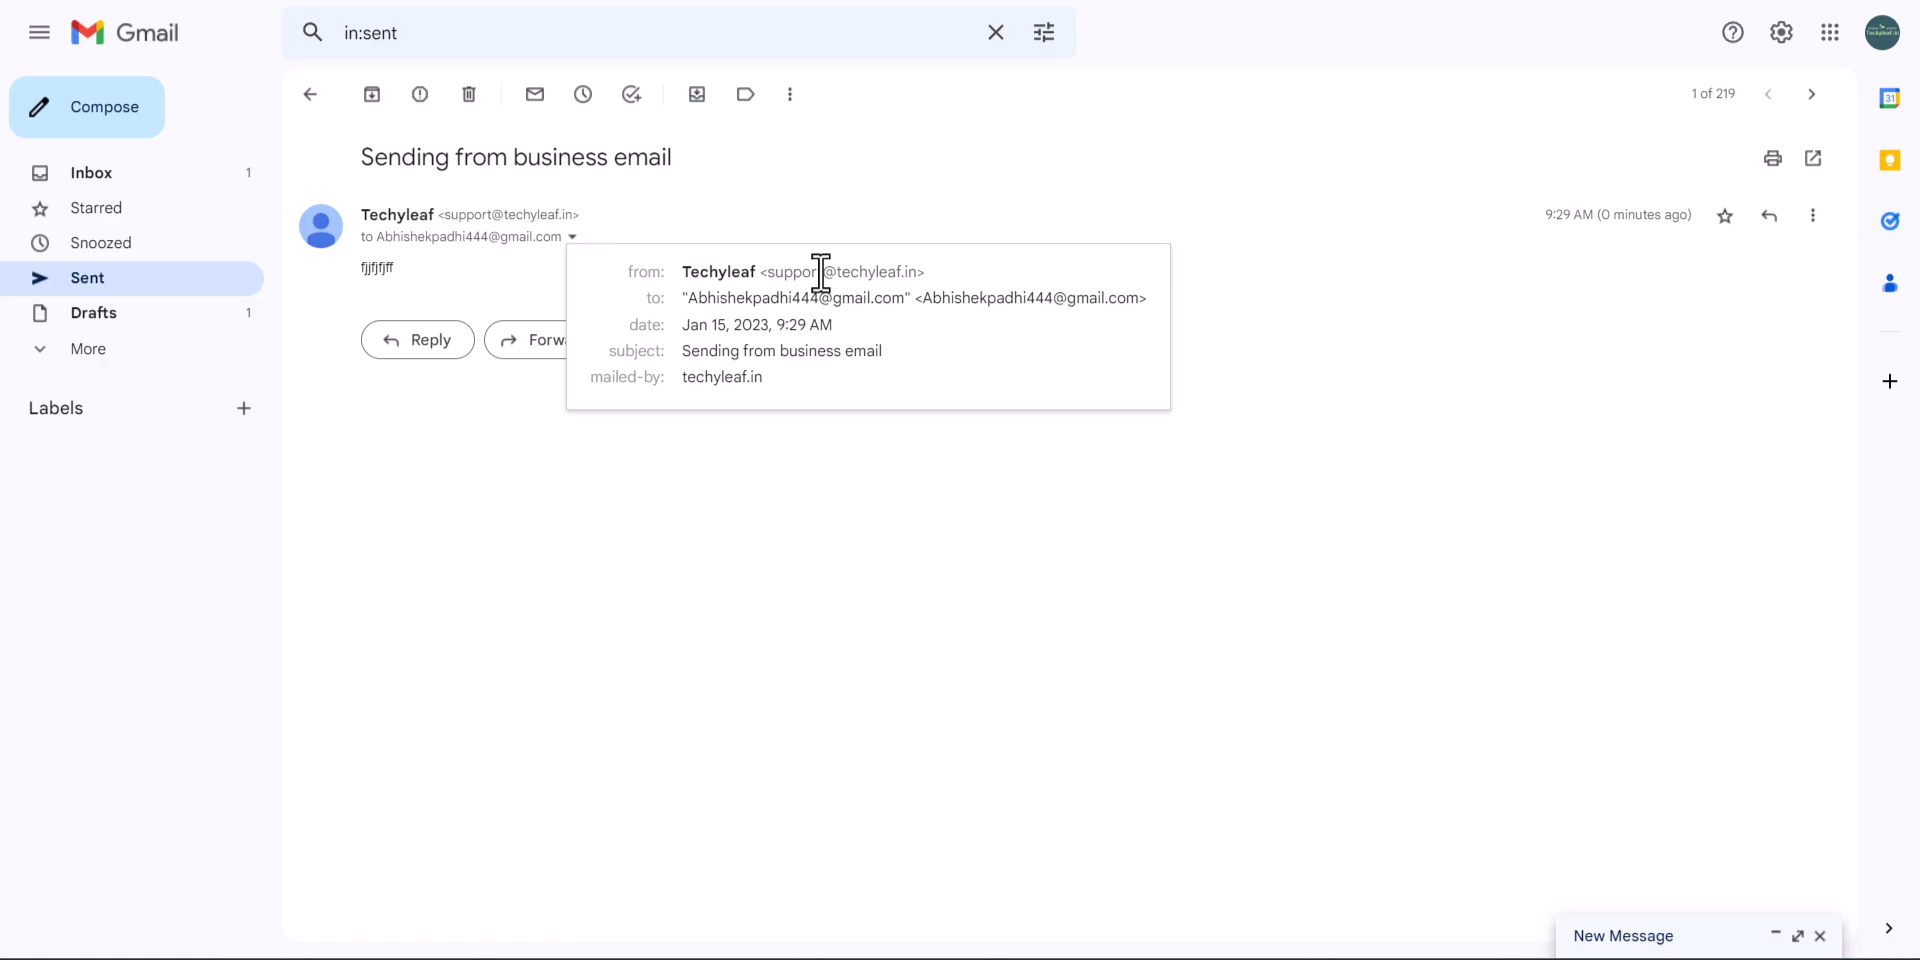 Gmail
in:sent
Compose
1 of 219
Inbox 1
Starred
Snoozed
Sent
Drafts 1
More
Labels
Sending from business email
Techyleaf <support@techyleaf.in>
9:29 AM (0 minutes ago)
to Abhishekpadhi444@gmail.com
fjjfjfjff
from: Techyleaf <support@techyleaf.in>
to: "Abhishekpadhi444@gmail.com" <Abhishekpadhi444@gmail.com>
date: Jan 15, 2023, 9:29 AM
subject: Sending from business email
mailed-by: techyleaf.in
Reply
Forw
31
New Message